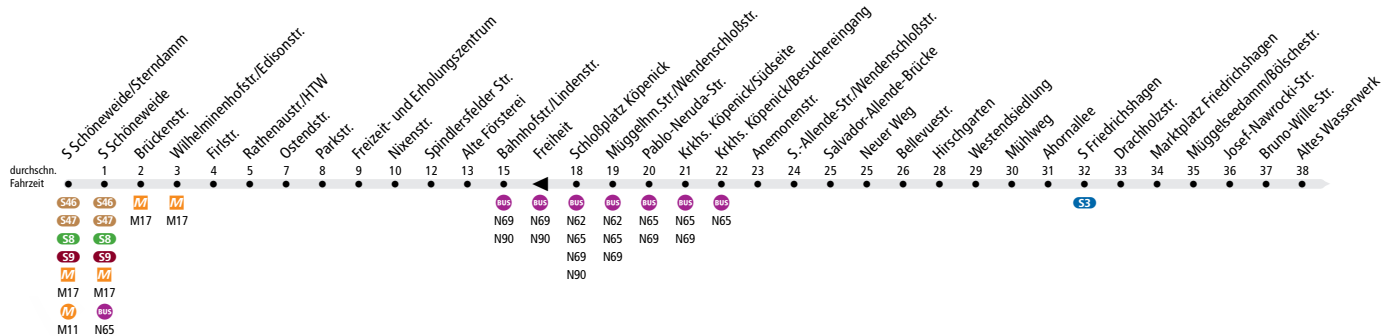 S Schöneweide/Sterndamm
S Schöneweide
Brückenstr.
Wilhelminenhofstr./Edisonstr.
Firlstr.
Rathenaustr./HTW
Ostendstr.
Parkstr.
Freizeit- und Erholungszentrum
Nixenstr.
Spindlersfelder Str.
Alte Försterei
Bahnhofstr./Lindenstr.
Freiheit
Schloßplatz Köpenick
Müggelhm.Str./Wendenschloßstr.
Pablo-Neruda-Str.
Krkhs. Köpenick/Südseite
Krkhs. Köpenick/Besuchereingang
Anemonenstr.
S.-Allende-Str./Wendenschloßstr.
Salvador-Allende-Brücke
Neuer Weg
Bellevuestr.
Hirschgarten
Westendsiedlung
Mühlweg
Ahornallee
S Friedrichshagen
Drachholzstr.
Marktplatz Friedrichshagen
Müggelseedamm/Bölschestr.
Josef-Nawrocki-Str.
Bruno-Wille-Str.
Altes Wasserwerk
durchschn. 1 2 3 4 5 7 8 9 10 12 13 15 18 19 20 21 22 23 24 25 25 26 28 29 30 31 32 33 34 35 36 37 38
Fahrzeit
S46 S46 M M BUS BUS BUS BUS BUS BUS BUS S3
S47 S47 M17 M17 N69 N69 N62 N62 N65 N65 N65
S8 S8 N90 N90 N65 N65 N69 N69
S9 S9 N69 N69
M M N90
M17 M17
M BUS
M11 N65